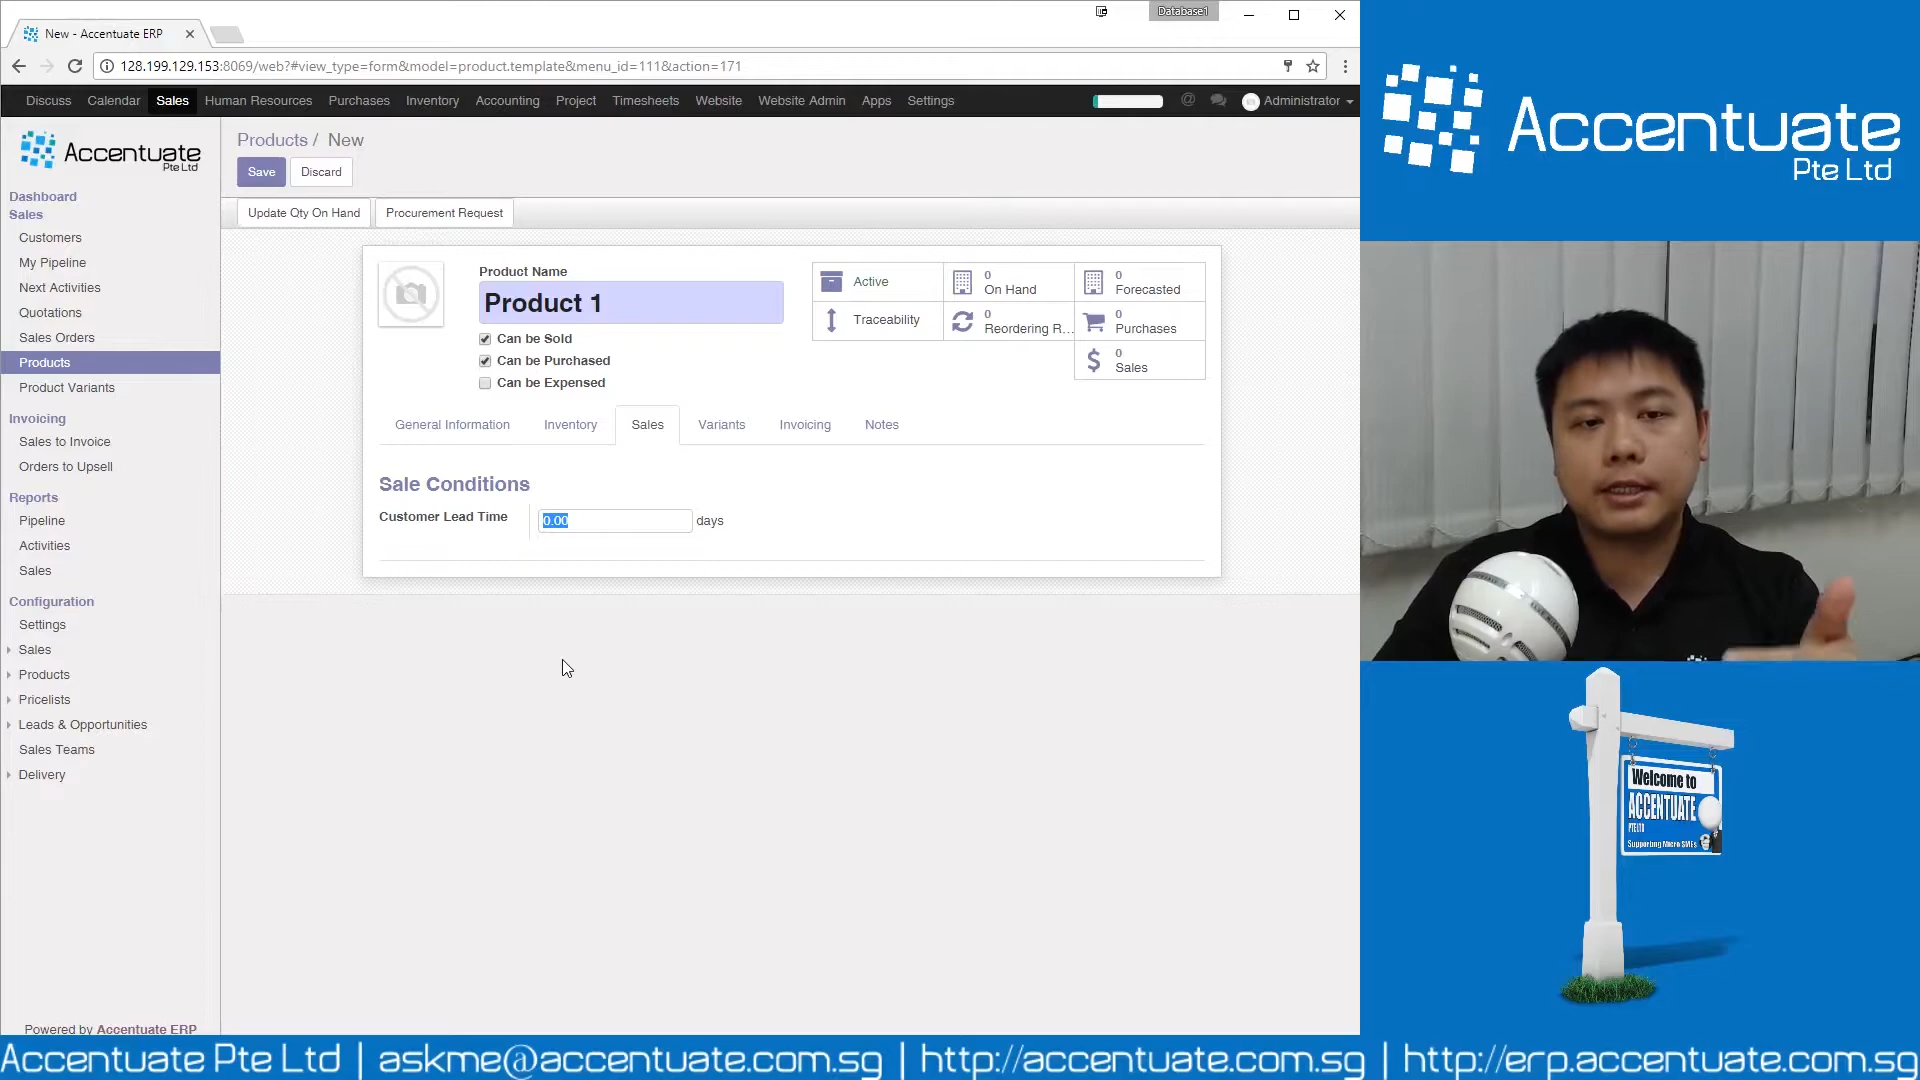 Database1
New - Accentuate ERP
128.199.129.153:8069/web?#view_type=form&model=product.template&menu_id=111&action=171
Discuss Calendar Sales Human Resources Purchases Inventory Accounting Project Timesheets Website Website Admin Apps Settings @ Administrator
Accentuate
Pte Ltd
Products / New
Save Discard
Update Qty On Hand Procurement Request
Dashboard
Sales
Customers
My Pipeline
Next Activities
Quotations
Sales Orders
Products
Product Variants
Invoicing
Sales to Invoice
Orders to Upsell
Reports
Pipeline
Activities
Sales
Configuration
Settings
Sales
Products
Pricelists
Leads & Opportunities
Sales Teams
Delivery
Powered by Accentuate ERP
Product Name
Product 1
Can be Sold
Can be Purchased
Can be Expensed
Active
0
On Hand
0
Forecasted
Traceability
0
Reordering R...
0
Purchases
0
Sales
General Information Inventory Sales Variants Invoicing Notes
Sale Conditions
Customer Lead Time 0.00 days
Accentuate
Pte Ltd
Welcome to
ACCENTUATE
PTE LTD
Supporting Micro SMEs
Accentuate Pte Ltd | askme@accentuate.com.sg | http://accentuate.com.sg | http://erp.accentuate.com.sg